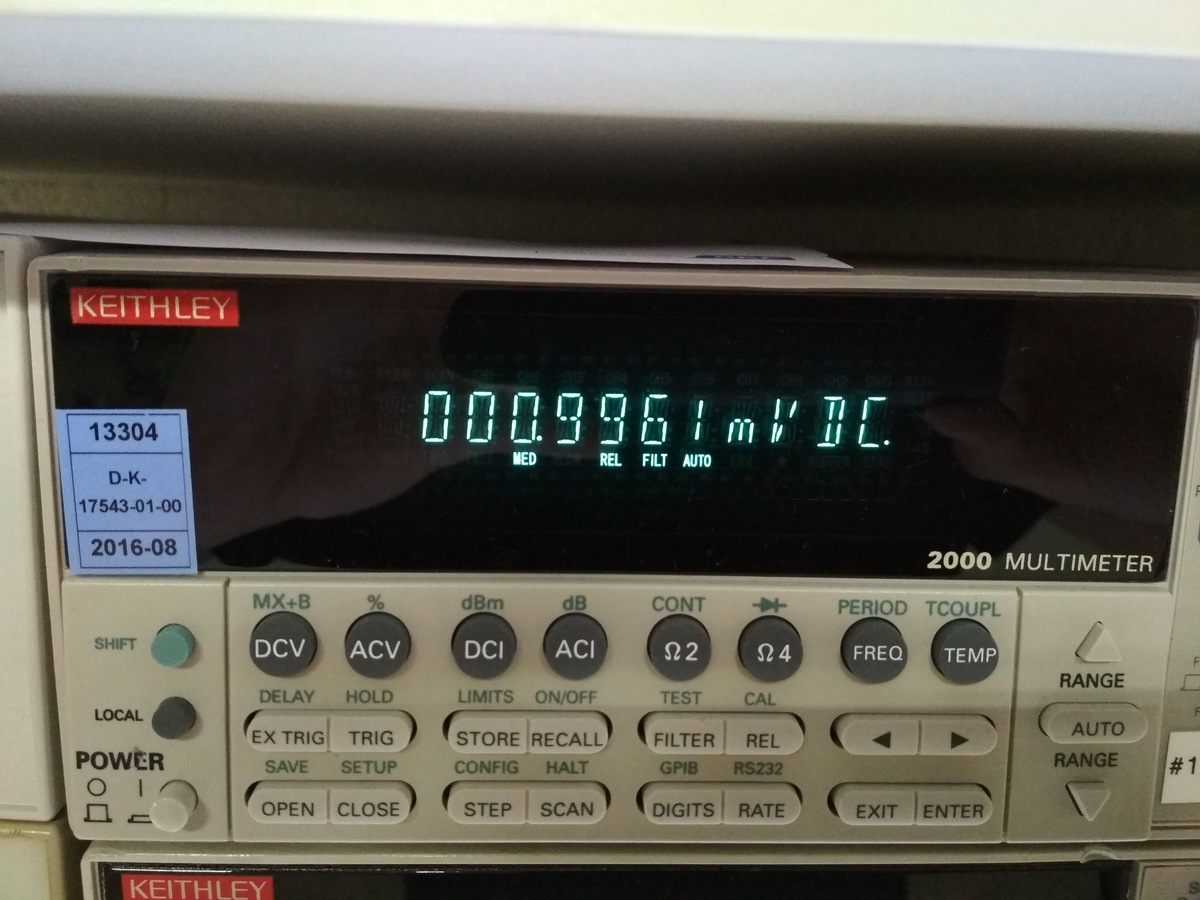 KEITHLEY
000.9961 mV DC.
MED REL FILT AUTO
13304
D-K-
17543-01-00
2016-08
2000 MULTIMETER
MX+B % dBm dB CONT PERIOD TCOUPL
SHIFT DCV ACV DCI ACI Ω2 Ω4 FREQ TEMP
RANGE
DELAY HOLD LIMITS ON/OFF TEST CAL
LOCAL EX TRIG TRIG STORE RECALL FILTER REL ◀ ▶ AUTO
POWER SAVE SETUP CONFIG HALT GPIB RS232 RANGE
O I OPEN CLOSE STEP SCAN DIGITS RATE EXIT ENTER
#1
KEITHLEY